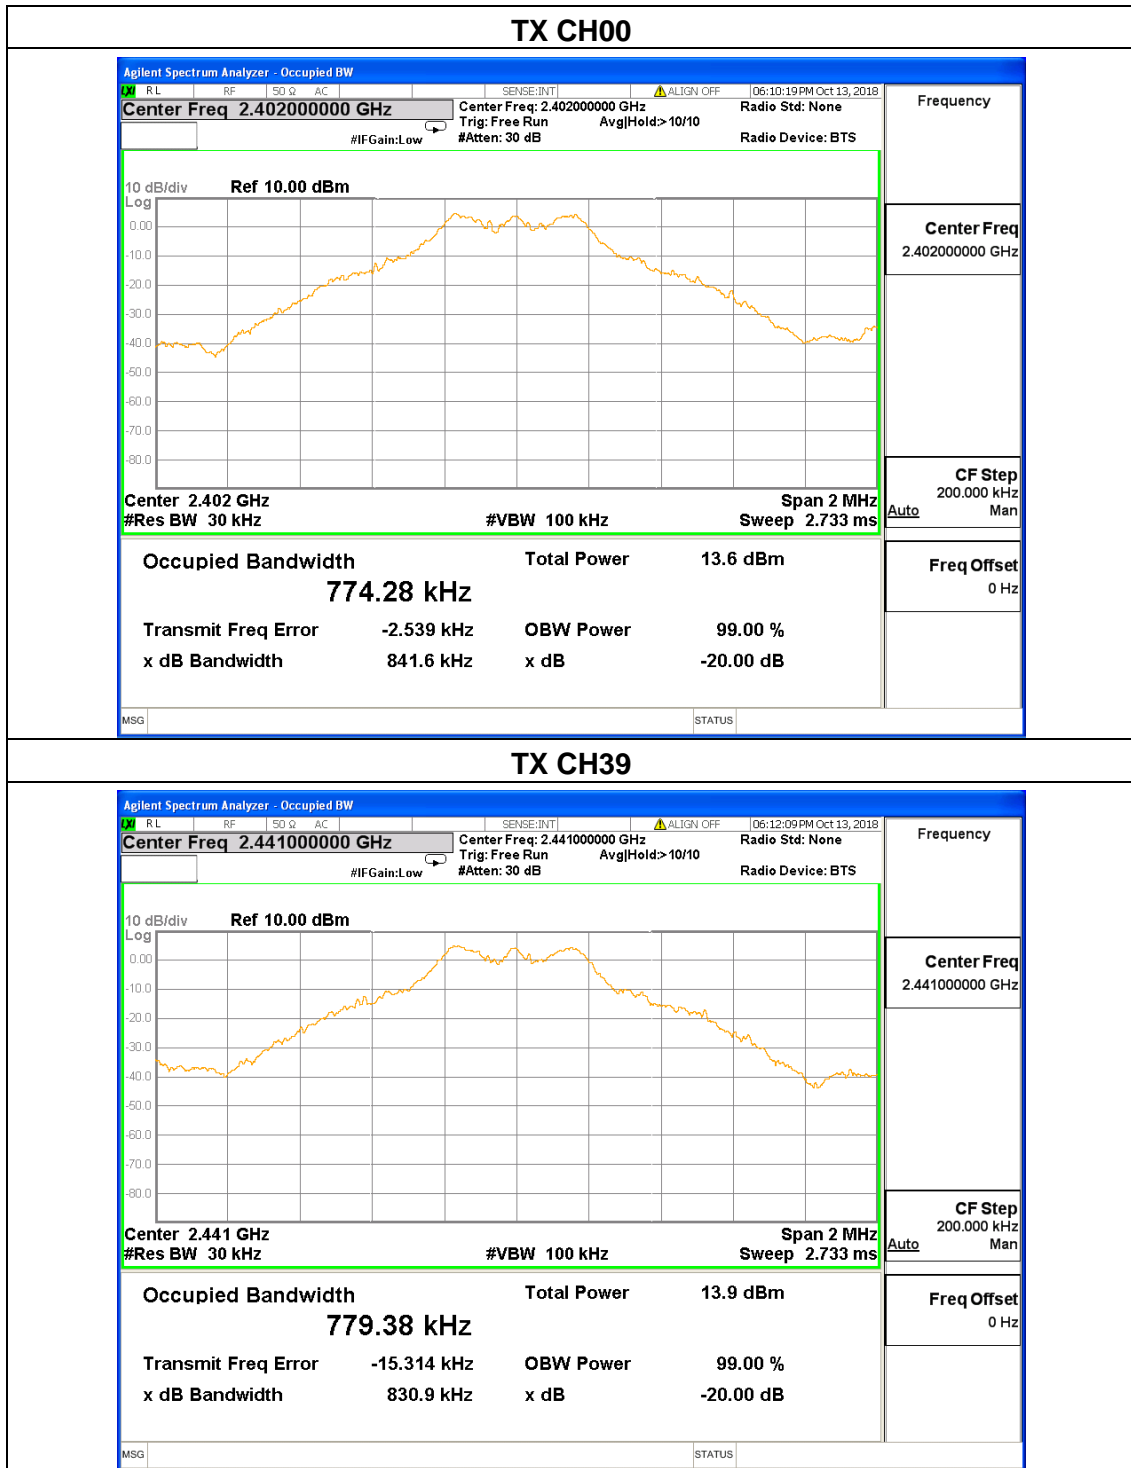 TX CH00
Agilent Spectrum Analyzer - Occupied BW
LXI RL RF 50 Ω AC SENSE:INT ALIGN OFF 06:10:19 PM Oct 13, 2018
Center Freq 2.402000000 GHz
Center Freq: 2.402000000 GHz
Radio Std: None
Trig: Free Run Avg|Hold:> 10/10
#IFGain:Low #Atten: 30 dB Radio Device: BTS
Frequency
10 dB/div Ref 10.00 dBm
Log
0.00
-10.0
-20.0
-30.0
-40.0
-50.0
-60.0
-70.0
-80.0
Center Freq
2.402000000 GHz
Center 2.402 GHz Span 2 MHz
#Res BW 30 kHz #VBW 100 kHz Sweep 2.733 ms
CF Step
200.000 kHz
Auto Man
Occupied Bandwidth Total Power 13.6 dBm
774.28 kHz
Transmit Freq Error -2.539 kHz OBW Power 99.00 %
x dB Bandwidth 841.6 kHz x dB -20.00 dB
Freq Offset
0 Hz
MSG STATUS
TX CH39
Agilent Spectrum Analyzer - Occupied BW
LXI RL RF 50 Ω AC SENSE:INT ALIGN OFF 06:12:09 PM Oct 13, 2018
Center Freq 2.441000000 GHz
Center Freq: 2.441000000 GHz
Radio Std: None
Trig: Free Run Avg|Hold:> 10/10
#IFGain:Low #Atten: 30 dB Radio Device: BTS
Frequency
10 dB/div Ref 10.00 dBm
Log
0.00
-10.0
-20.0
-30.0
-40.0
-50.0
-60.0
-70.0
-80.0
Center Freq
2.441000000 GHz
Center 2.441 GHz Span 2 MHz
#Res BW 30 kHz #VBW 100 kHz Sweep 2.733 ms
CF Step
200.000 kHz
Auto Man
Occupied Bandwidth Total Power 13.9 dBm
779.38 kHz
Transmit Freq Error -15.314 kHz OBW Power 99.00 %
x dB Bandwidth 830.9 kHz x dB -20.00 dB
Freq Offset
0 Hz
MSG STATUS